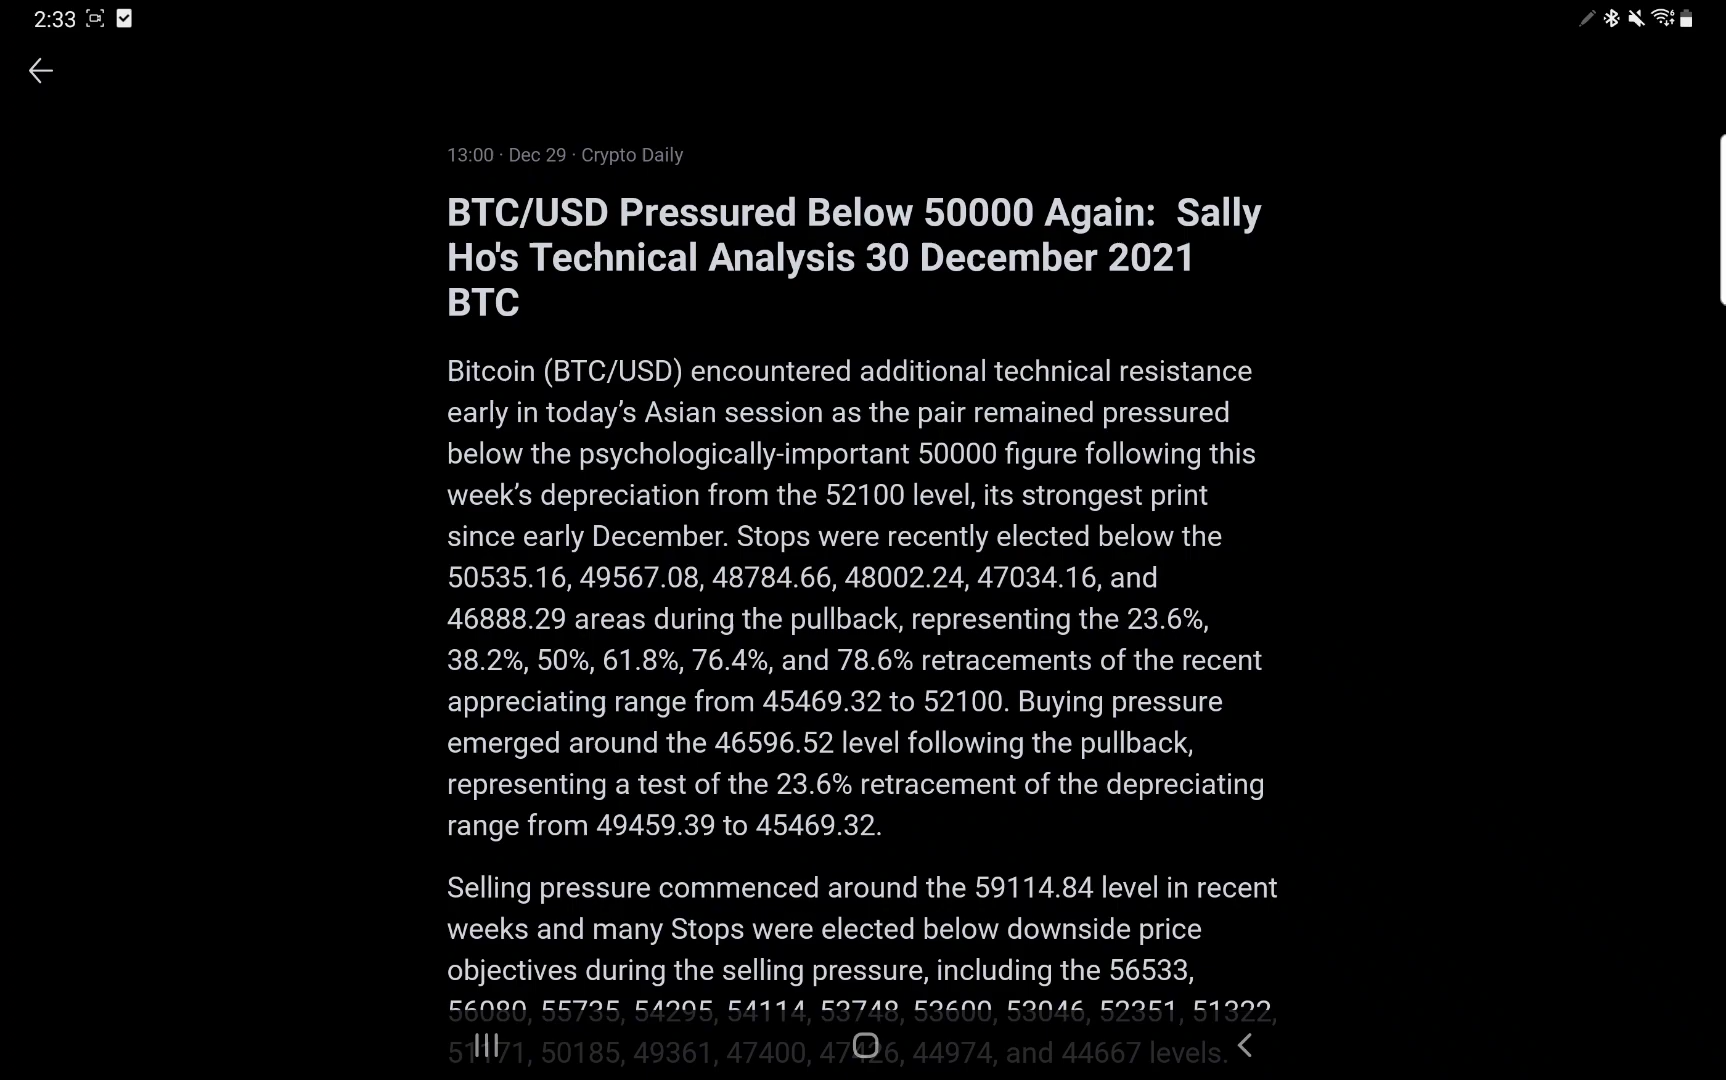 2:33
13:00 · Dec 29 · Crypto Daily
BTC/USD Pressured Below 50000 Again:  Sally
Ho's Technical Analysis 30 December 2021
BTC
Bitcoin (BTC/USD) encountered additional technical resistance
early in today’s Asian session as the pair remained pressured
below the psychologically-important 50000 figure following this
week’s depreciation from the 52100 level, its strongest print
since early December. Stops were recently elected below the
50535.16, 49567.08, 48784.66, 48002.24, 47034.16, and
46888.29 areas during the pullback, representing the 23.6%,
38.2%, 50%, 61.8%, 76.4%, and 78.6% retracements of the recent
appreciating range from 45469.32 to 52100. Buying pressure
emerged around the 46596.52 level following the pullback,
representing a test of the 23.6% retracement of the depreciating
range from 49459.39 to 45469.32.
Selling pressure commenced around the 59114.84 level in recent
weeks and many Stops were elected below downside price
objectives during the selling pressure, including the 56533,
56080, 55735, 54295, 54114, 53748, 53600, 53046, 52351, 51322,
50185, 49361, 47400, 44974, and 44667 levels.